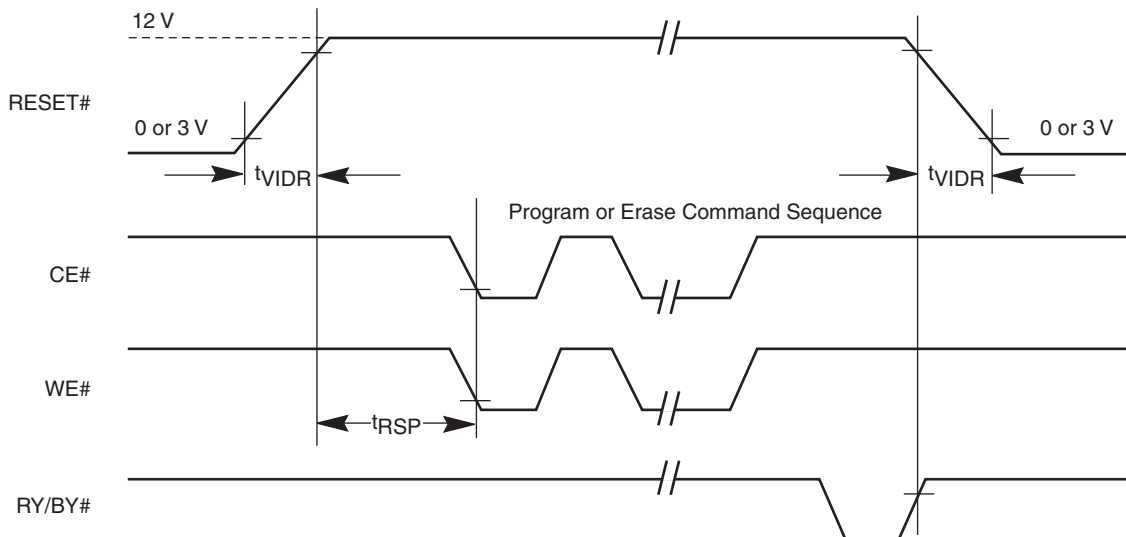 12 V
RESET#
0 or 3 V
0 or 3 V
tVIDR
tVIDR
Program or Erase Command Sequence
CE#
WE#
tRSP
RY/BY#